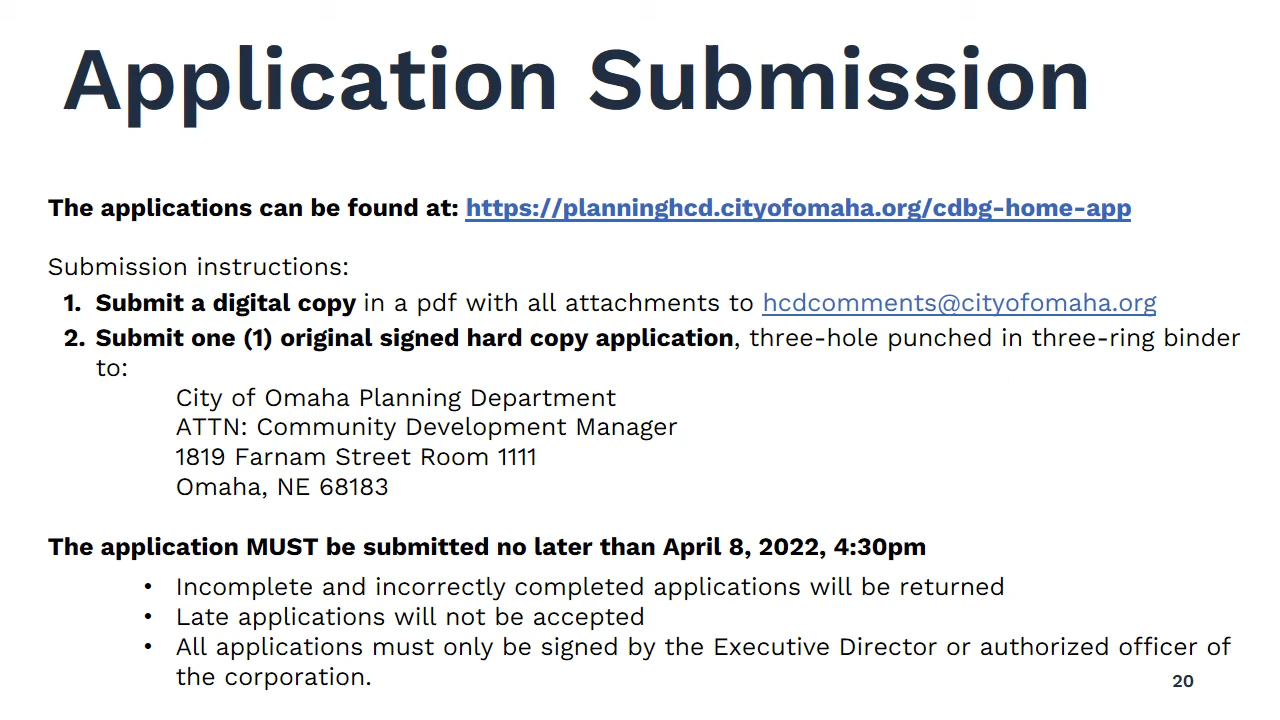 Application Submission
The applications can be found at: https://planninghcd.cityofomaha.org/cdbg-home-app
Submission instructions:
1. Submit a digital copy in a pdf with all attachments to hcdcomments@cityofomaha.org
2. Submit one (1) original signed hard copy application, three-hole punched in three-ring binder
to:
City of Omaha Planning Department
ATTN: Community Development Manager
1819 Farnam Street Room 1111
Omaha, NE 68183
The application MUST be submitted no later than April 8, 2022, 4:30pm
• Incomplete and incorrectly completed applications will be returned
• Late applications will not be accepted
• All applications must only be signed by the Executive Director or authorized officer of
the corporation.
20